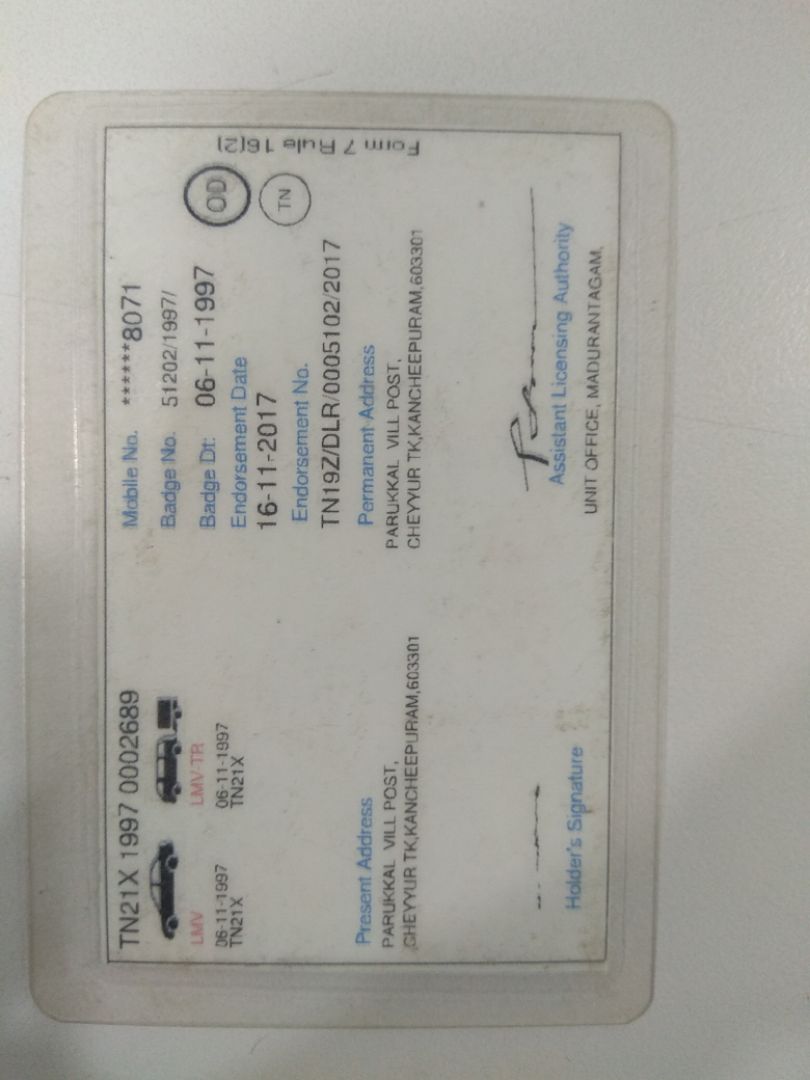 TN21X 1997 0002689
LMV
06-11-1997
TN21X
LMV-TR
06-11-1997
TN21X
Mobile No. ******8071
Badge No. 51202/1997/
Badge Dt: 06-11-1997
Endorsement Date
16-11-2017
Endorsement No.
TN19Z/DLR/0005102/2017
OD
TN
Form 7 Rule 16(2)
Present Address
PARUKKAL VILL POST,
CHEYYUR TK,KANCHEEPURAM,603301
Permanent Address
PARUKKAL VILL POST,
CHEYYUR TK,KANCHEEPURAM,603301
Holder's Signature
Assistant Licensing Authority
UNIT OFFICE, MADURANTAGAM,